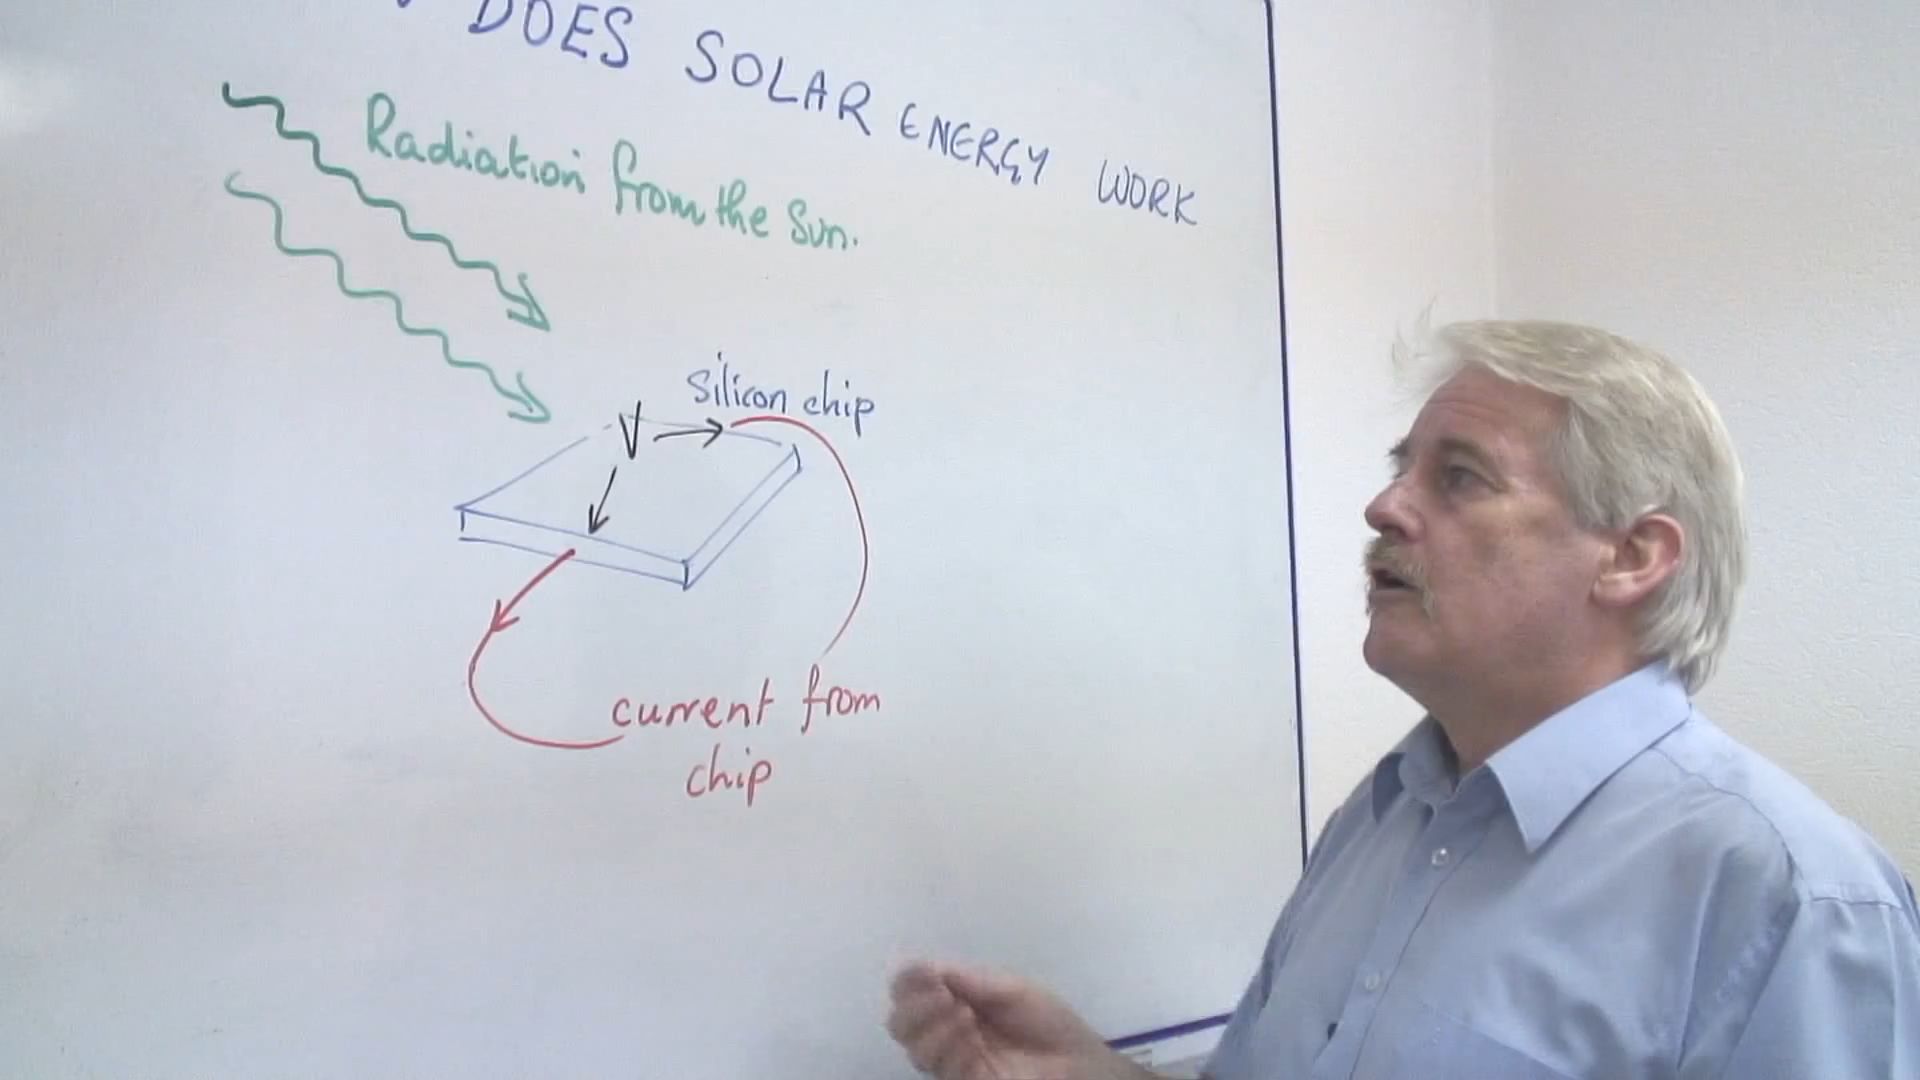 DOES SOLAR ENERGY WORK
Radiation from the Sun.
Silicon chip
current from
chip